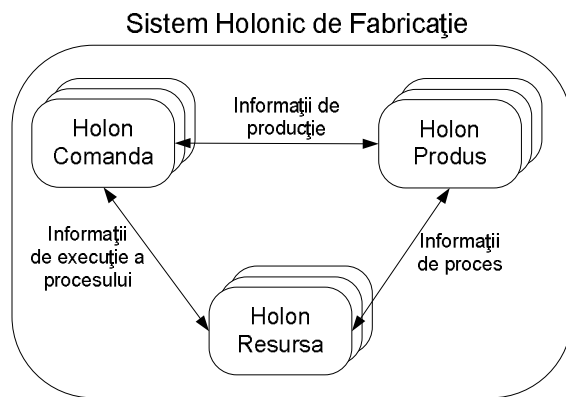 Sistem Holonic de Fabricaţie
Holon
Comanda
Informaţii de
producţie
Holon
Produs
Informaţii
de execuţie a
procesului
Informaţii
de proces
Holon
Resursa